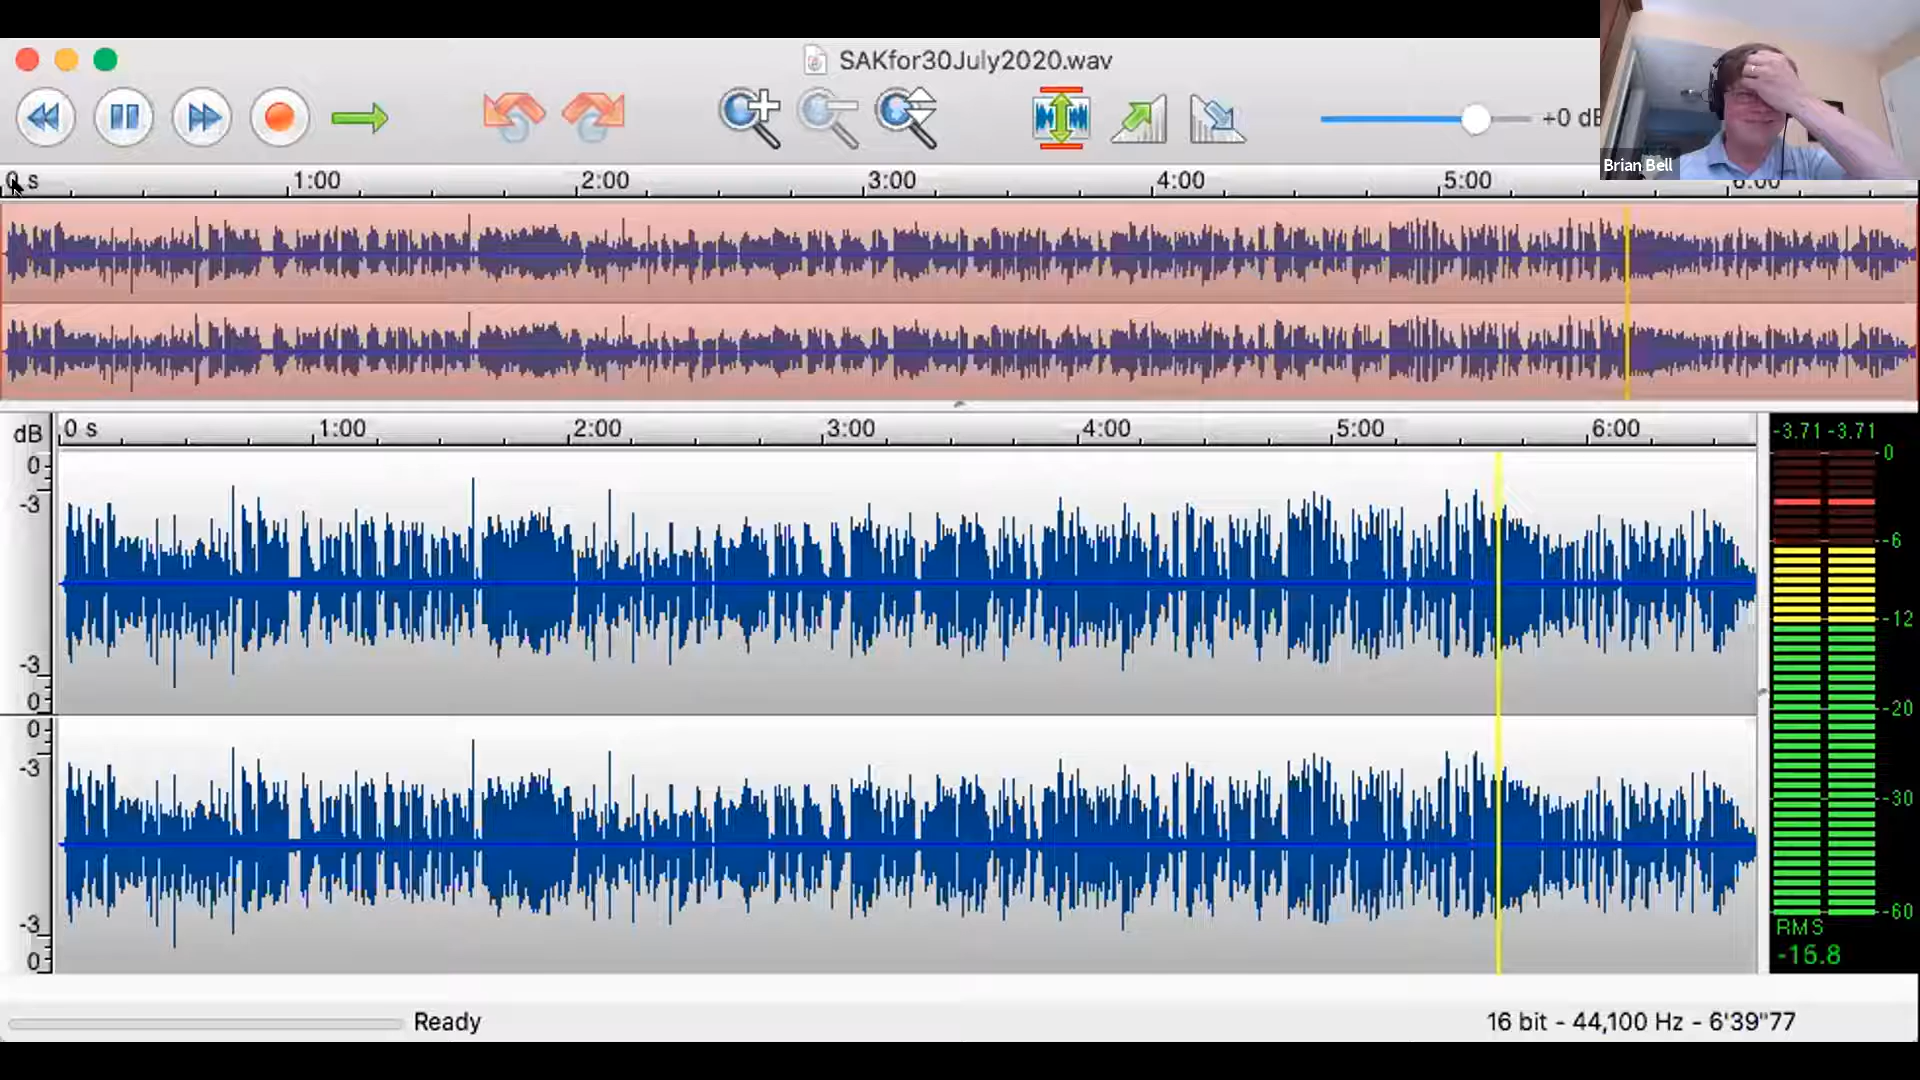 SAKfor30July2020.wav
+0 dB
Brian Bell
0 s 1:00 2:00 3:00 4:00 5:00 6:00
dB 0 s 1:00 2:00 3:00 4:00 5:00 6:00
-3.71 -3.71
0
-3
-3
0
0
-3
-3
0
0
-6
-12
-20
-30
-60
RMS
-16.8
Ready
16 bit - 44,100 Hz - 6'39"77